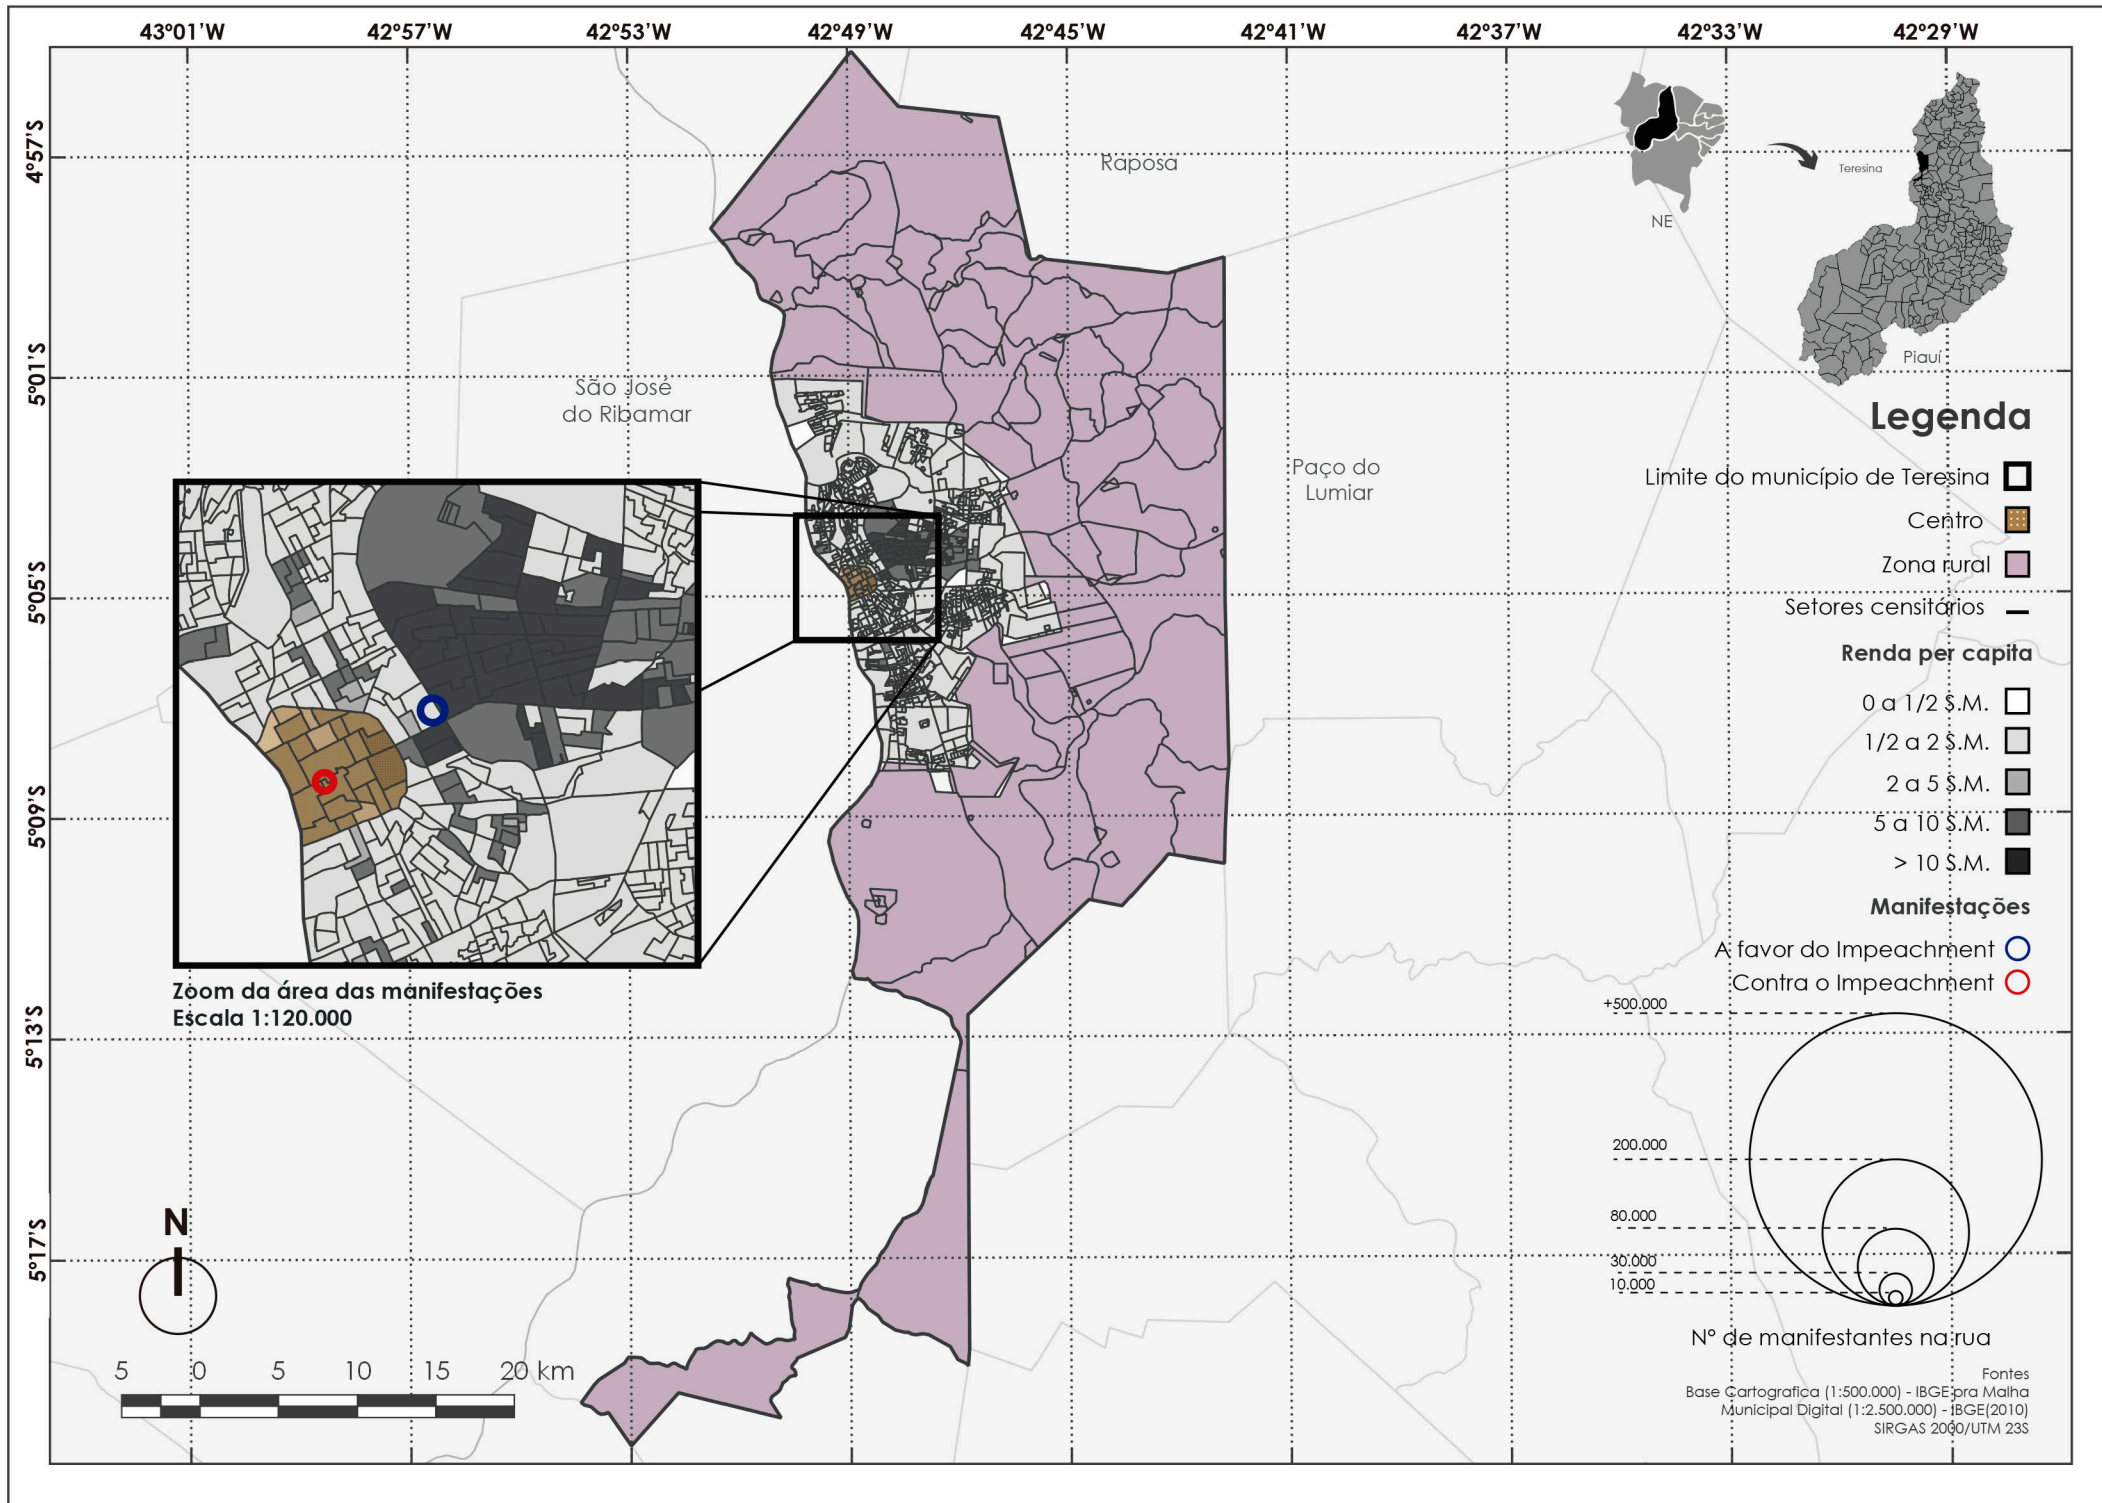 43°01'W 42°57'W 42°53'W 42°49'W 42°45'W 42°41'W 42°37'W 42°33'W 42°29'W
4°57'S
5°01'S
5°05'S
5°09'S
5°13'S
5°17'S
Raposa
São José
do Ribamar
Paço do
Lumiar
NE
Teresina
Piauí
Legenda
Limite do município de Teresina
Centro
Zona rural
Setores censitários
Renda per capita
0 a 1/2 S.M.
1/2 a 2 S.M.
2 a 5 S.M.
5 a 10 S.M.
> 10 S.M.
Manifestações
A favor do Impeachment
Contra o Impeachment
+500.000
200.000
80.000
30.000
10.000
Nº de manifestantes na rua
Fontes
Base Cartografica (1:500.000) - IBGE pra Malha
Municipal Digital (1:2.500.000) - IBGE(2010)
SIRGAS 2000/UTM 23S
Zoom da área das manifestações
Escala 1:120.000
N
5 0 5 10 15 20 km